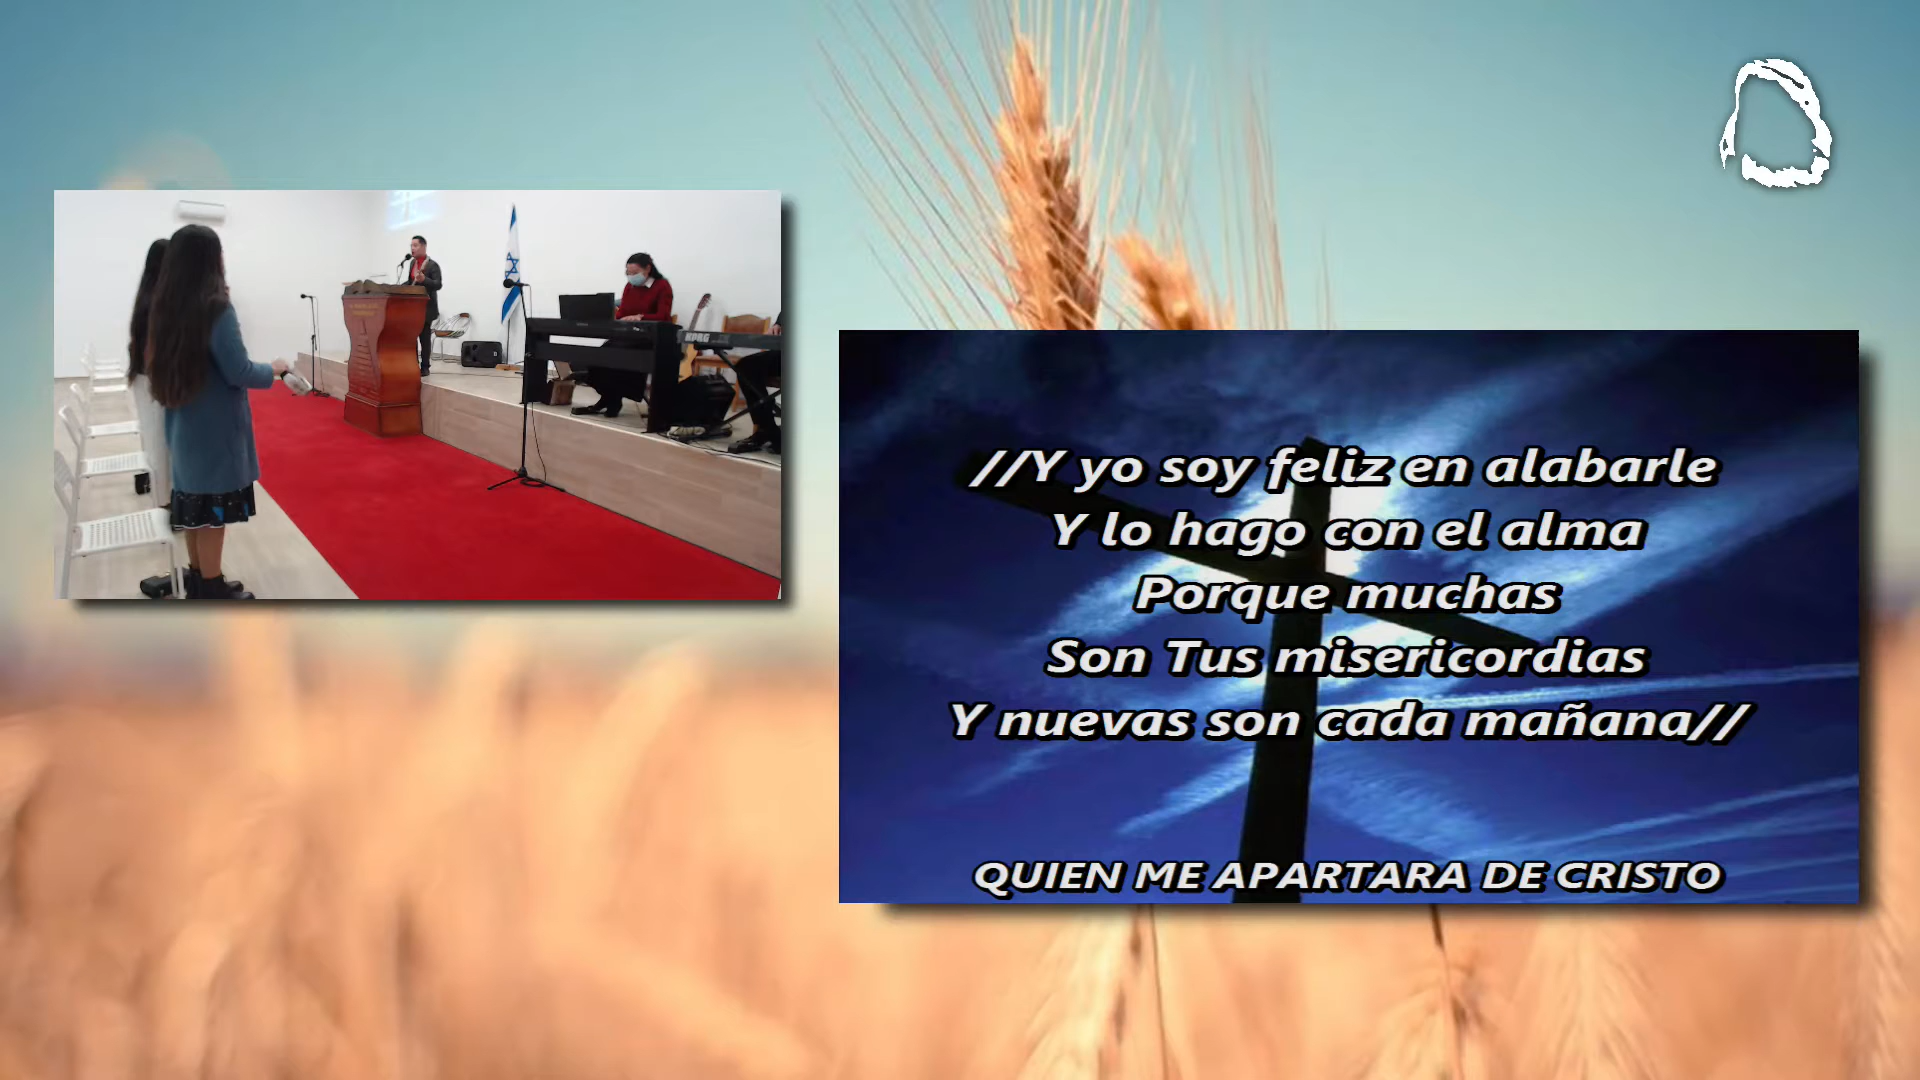 KORG
//Y yo soy feliz en alabarle
Y lo hago con el alma
Porque muchas
Son Tus misericordias
Y nuevas son cada mañana//
QUIEN ME APARTARA DE CRISTO